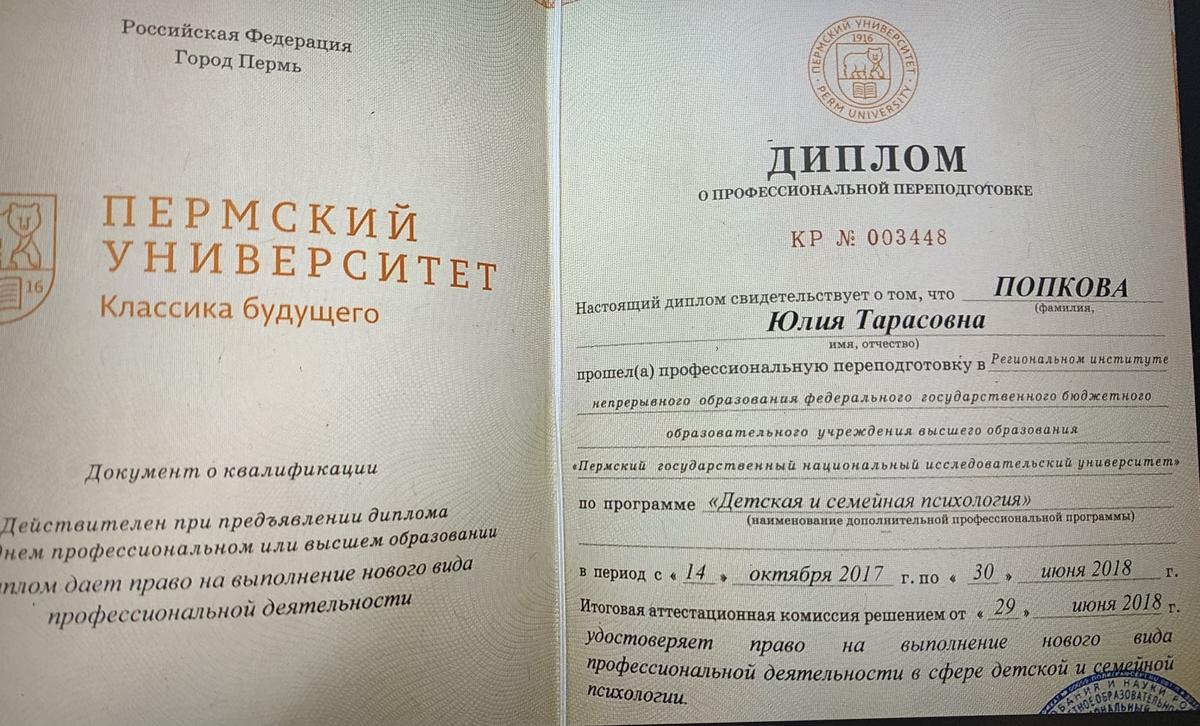 Российская Федерация
Город Пермь
16
ПЕРМСКИЙ
УНИВЕРСИТЕТ
Классика будущего
Документ о квалификации
Действителен при предъявлении диплома
профессиональном или высшем образовании
дает право на выполнение нового вида
профессиональной деятельности
ПЕРМСКИЙ УНИВЕРСИТЕТ
1916
PERM UNIVERSITY
ДИПЛОМ
О ПРОФЕССИОНАЛЬНОЙ ПЕРЕПОДГОТОВКЕ
КР № 003448
Настоящий диплом свидетельствует о том, что ПОПКОВА
(фамилия,
Юлия Тарасовна
имя, отчество)
прошел(а) профессиональную переподготовку в Региональном институте
непрерывного образования федерального государственного бюджетного
образовательного учреждения высшего образования
«Пермский государственный национальный исследовательский университет»
по программе «Детская и семейная психология»
(наименование дополнительной профессиональной программы)
в период с « 14 » октября 2017 г. по « 30 » июня 2018 г.
Итоговая аттестационная комиссия решением от « 29 » июня 2018 г.
удостоверяет право на выполнение нового вида
профессиональной деятельности в сфере детской и семейной
психологии.
И НАУКИ